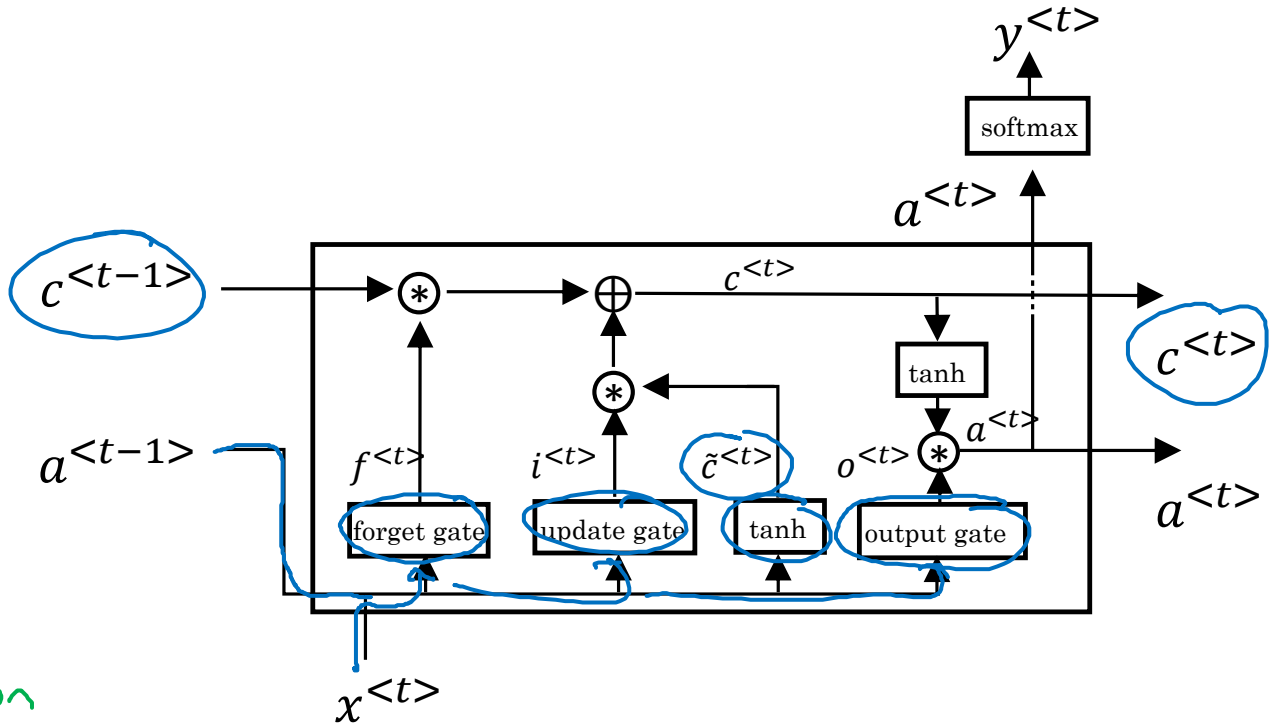 y<t>
softmax
a<t>
c<t-1>
c<t>
c<t>
tanh
a<t-1>
f<t>
i<t>
c̃<t>
o<t>
a<t>
a<t>
forget gate
update gate
tanh
output gate
x<t>